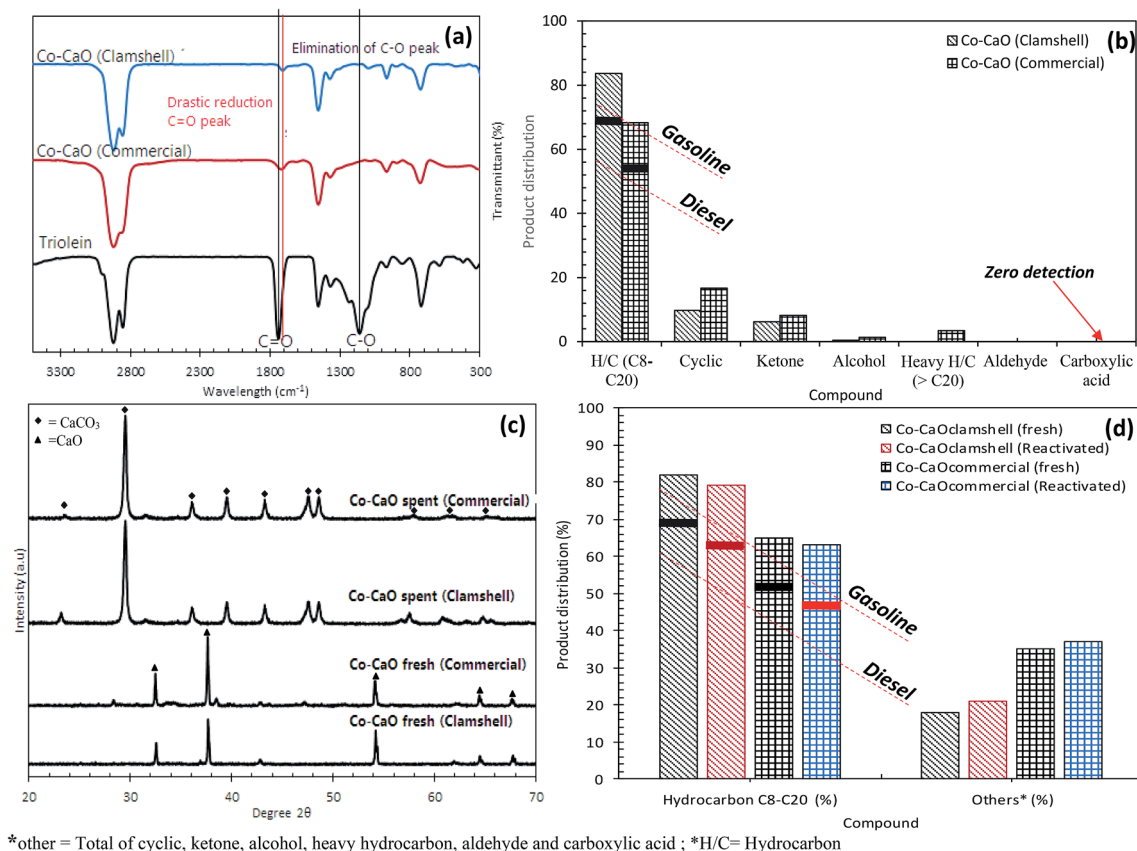 (a)
Co-CaO (Clamshell)
Elimination of C-O peak
Drastic reduction
C=O peak
Co-CaO (Commercial)
Triolein
C=O
C-O
3300
2800
2300
1800
1300
800
300
Wavelength (cm⁻¹)
Transmittant (%)
(b)
Co-CaO (Clamshell)
Co-CaO (Commercial)
Gasoline
Diesel
Zero detection
Product distribution
100
80
60
40
20
0
H/C (C8-
C20)
Cyclic
Ketone
Alcohol
Heavy H/C
(> C20)
Aldehyde
Carboxylic
acid
Compound
(c)
♦ = CaCO₃
▲ =CaO
Co-CaO spent (Commercial)
Co-CaO spent (Clamshell)
Co-CaO fresh (Commercial)
Co-CaO fresh (Clamshell)
Intensity (a.u)
20
30
40
50
60
70
Degree 2θ
(d)
Co-CaOclamshell (fresh)
Co-CaOclamshell (Reactivated)
Co-CaOcommercial (fresh)
Co-CaOcommercial (Reactivated)
Gasoline
Diesel
Product distribution (%)
100
90
80
70
60
50
40
30
20
10
0
Hydrocarbon C8-C20 (%)
Others* (%)
Compound
*other = Total of cyclic, ketone, alcohol, heavy hydrocarbon, aldehyde and carboxylic acid ; *H/C= Hydrocarbon